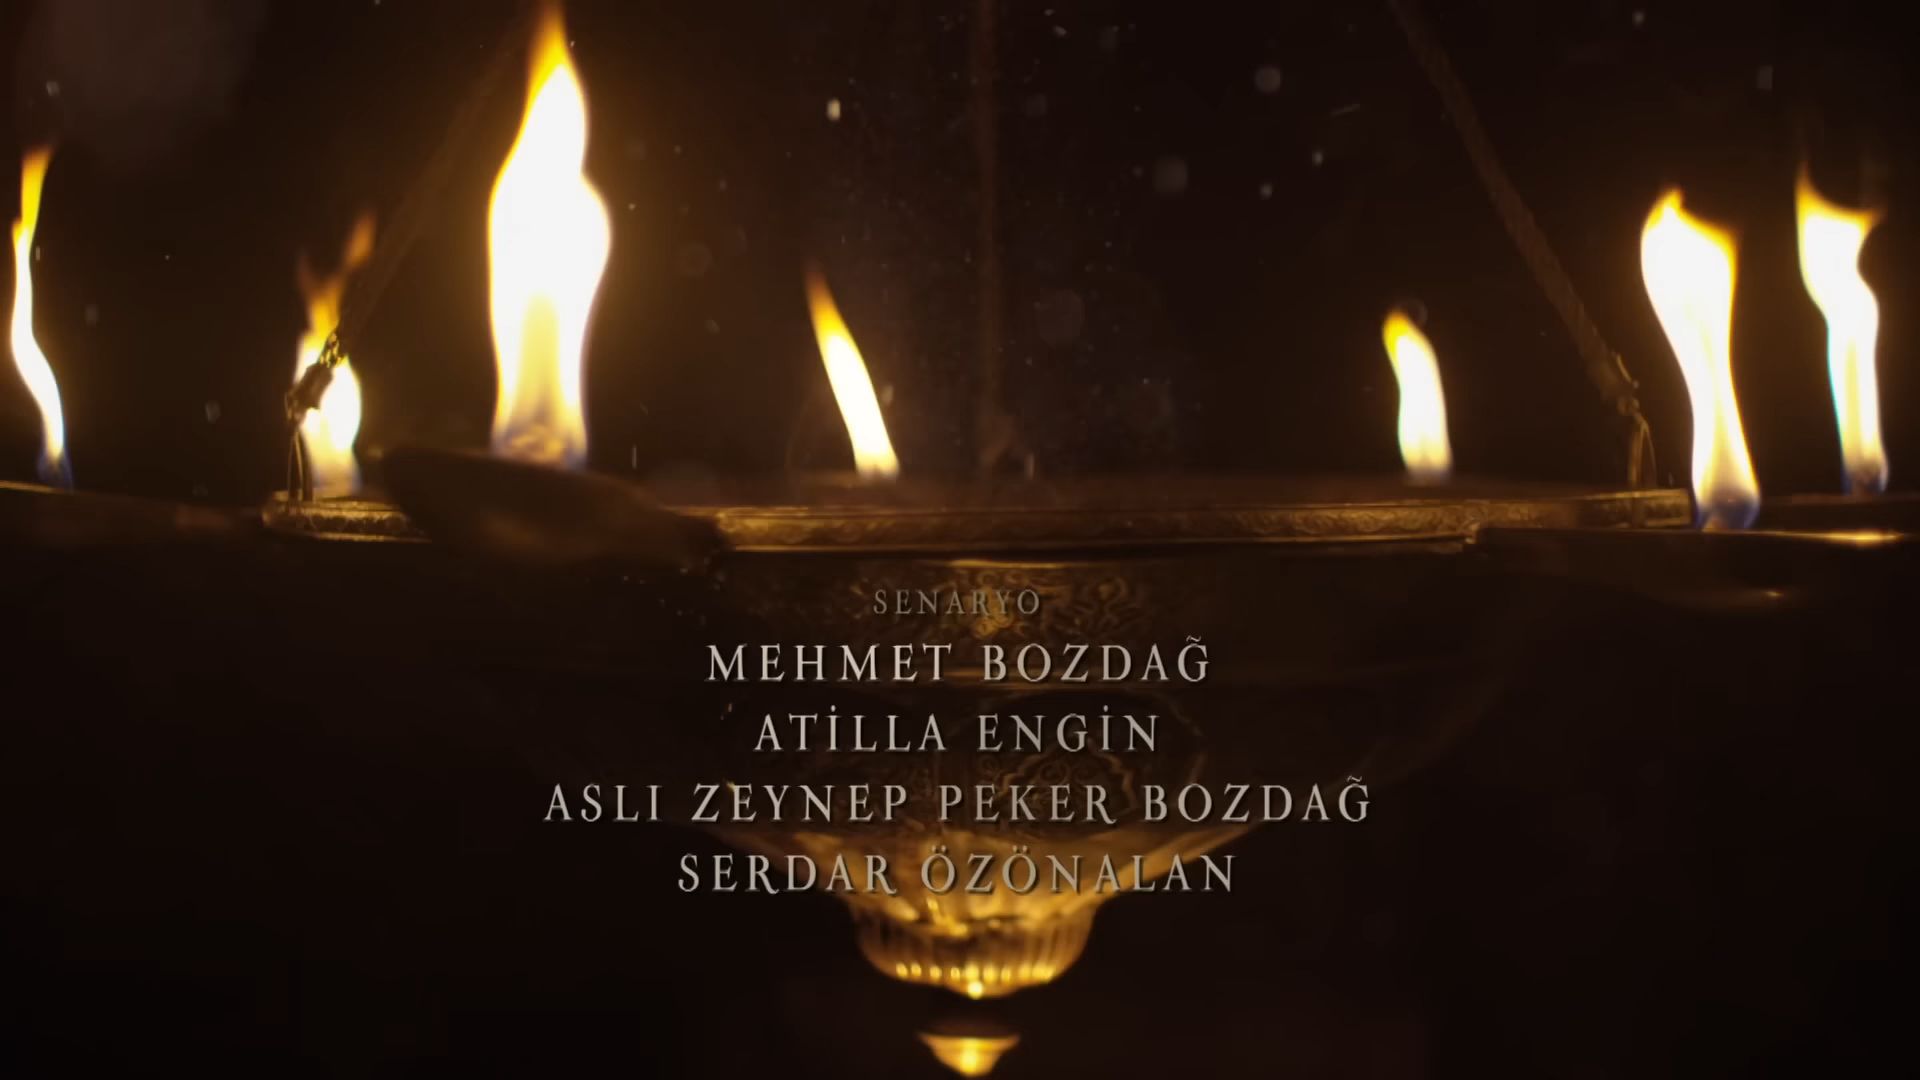 SENARYO
MEHMET BOZDAĞ
ATİLLA ENGİN
ASLI ZEYNEP PEKER BOZDAĞ
SERDAR ÖZÖNALAN